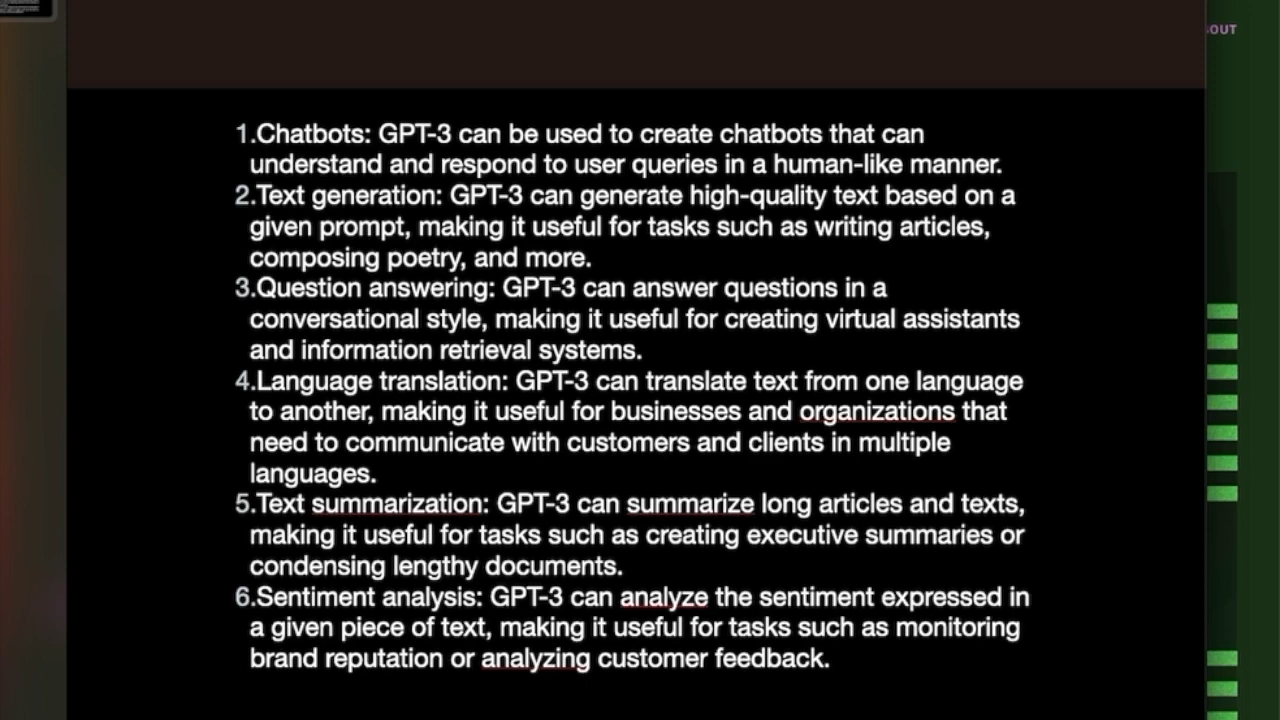 1.Chatbots: GPT-3 can be used to create chatbots that can
understand and respond to user queries in a human-like manner.
2.Text generation: GPT-3 can generate high-quality text based on a
given prompt, making it useful for tasks such as writing articles,
composing poetry, and more.
3.Question answering: GPT-3 can answer questions in a
conversational style, making it useful for creating virtual assistants
and information retrieval systems.
4.Language translation: GPT-3 can translate text from one language
to another, making it useful for businesses and organizations that
need to communicate with customers and clients in multiple
languages.
5.Text summarization: GPT-3 can summarize long articles and texts,
making it useful for tasks such as creating executive summaries or
condensing lengthy documents.
6.Sentiment analysis: GPT-3 can analyze the sentiment expressed in
a given piece of text, making it useful for tasks such as monitoring
brand reputation or analyzing customer feedback.